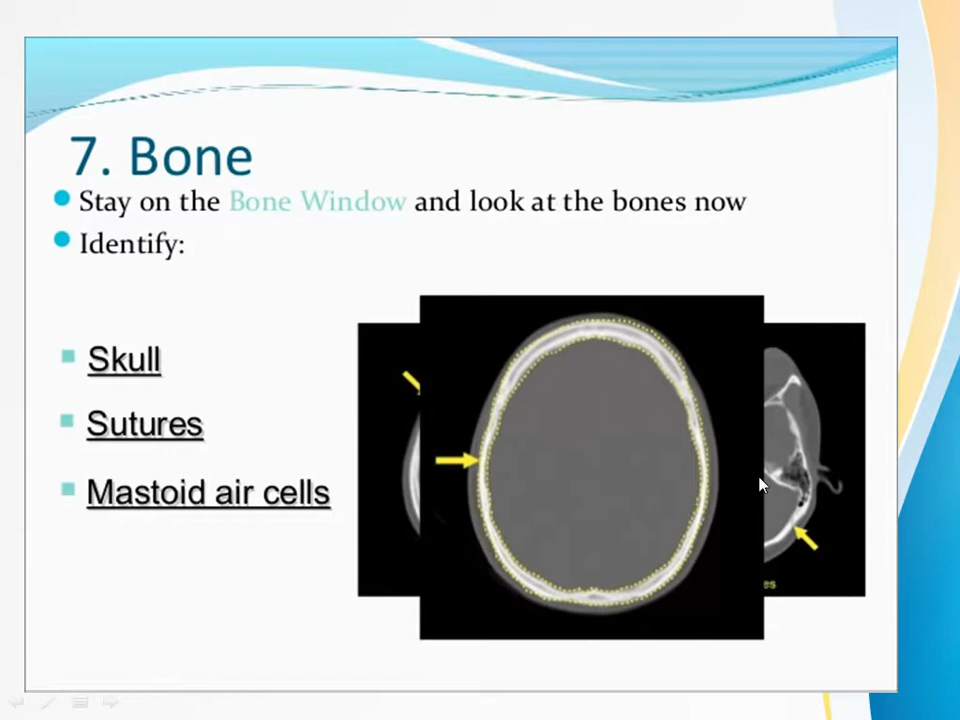 7. Bone
Stay on the Bone Window and look at the bones now
Identify:
Skull
Sutures
Mastoid air cells
es